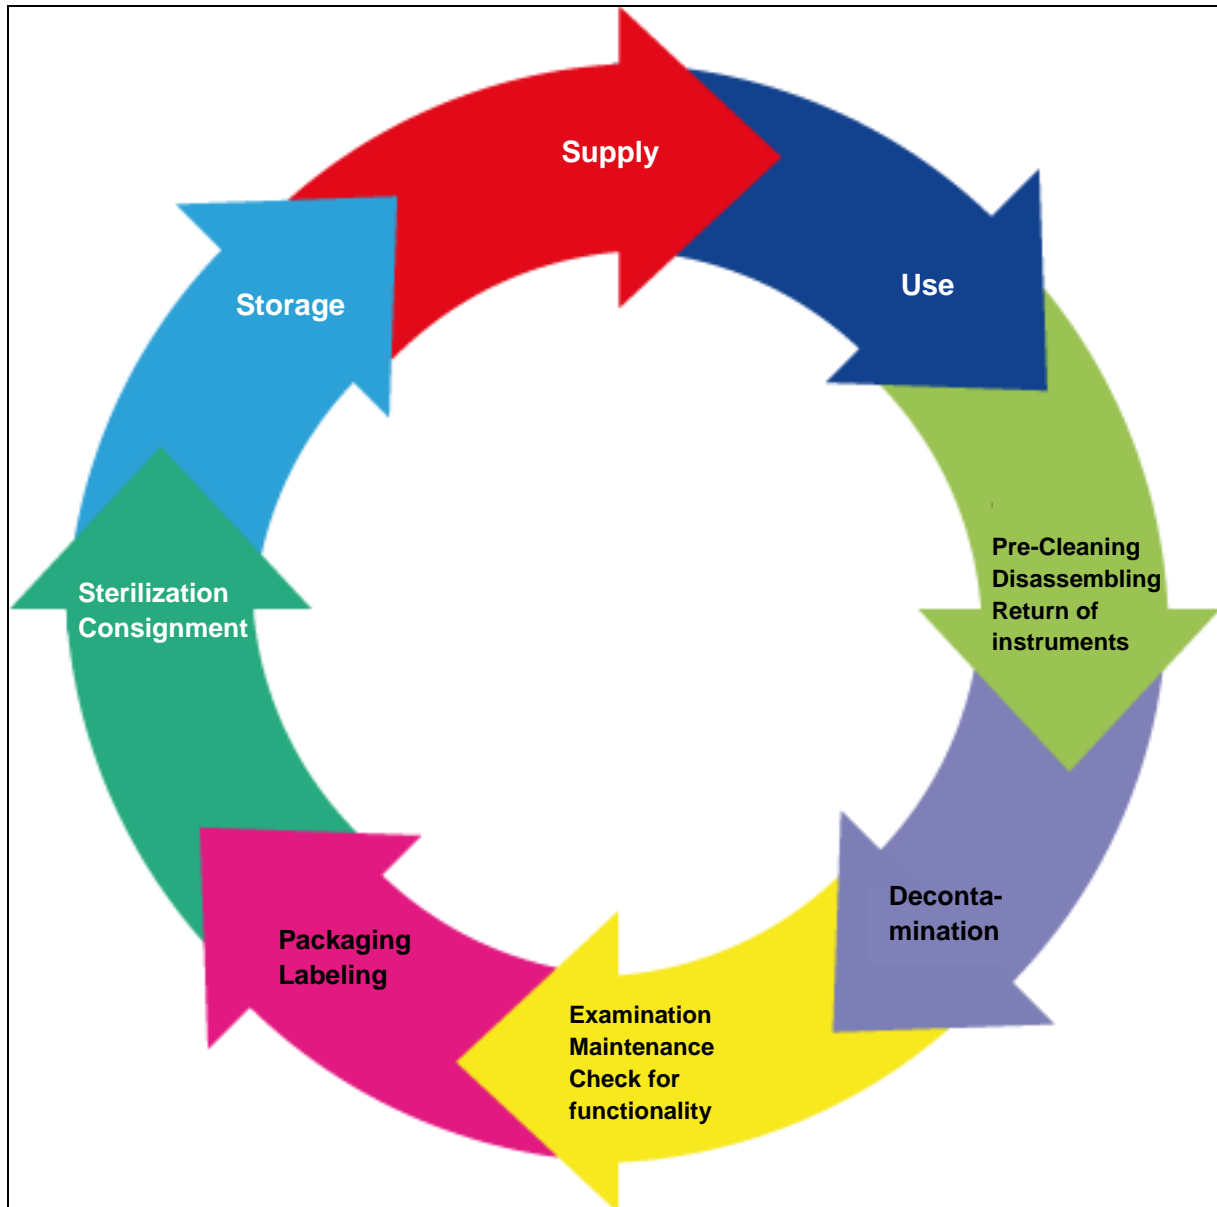 Supply
Use
Pre-Cleaning
Disassembling
Return of
instruments
Deconta-
mination
Examination
Maintenance
Check for
functionality
Packaging
Labeling
Sterilization
Consignment
Storage